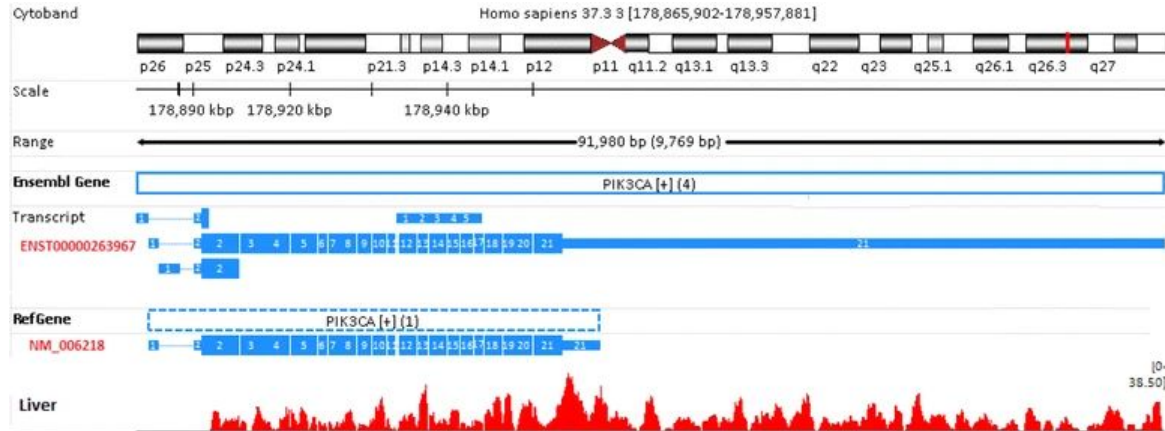 Cytoband Homo sapiens 37.3 3 [178,865,902-178,957,881]
p26 p25 p24.3 p24.1 p21.3 p14.3 p14.1 p12 p11 q11.2 q13.1 q13.3 q22 q23 q25.1 q26.1 q26.3 q27
Scale
178,890 kbp 178,920 kbp 178,940 kbp
Range 91,980 bp (9,769 bp)
Ensembl Gene PIK3CA [+] (4)
Transcript 1 2 1 2 3 4 5
ENST00000263967 1 2 2 3 4 5 6 7 8 9 10 11 12 13 14 15 16 17 18 19 20 21 21
1 2 2
RefGene PIK3CA [+] (1)
NM_006218 1 2 2 3 4 5 6 7 8 9 10 11 12 13 14 15 16 17 18 19 20 21 21
[0-
38.50]
Liver